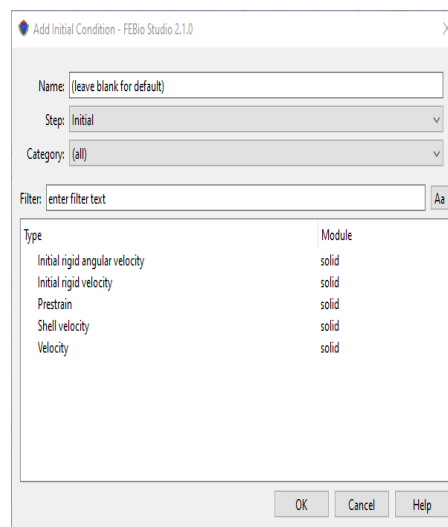 Add Initial Condition - FEBio Studio 2.1.0
Name: (leave blank for default)
Step: Initial
Category: (all)
Filter: enter filter text Aa
Type Module
Initial rigid angular velocity solid
Initial rigid velocity solid
Prestrain solid
Shell velocity solid
Velocity solid
OK Cancel Help